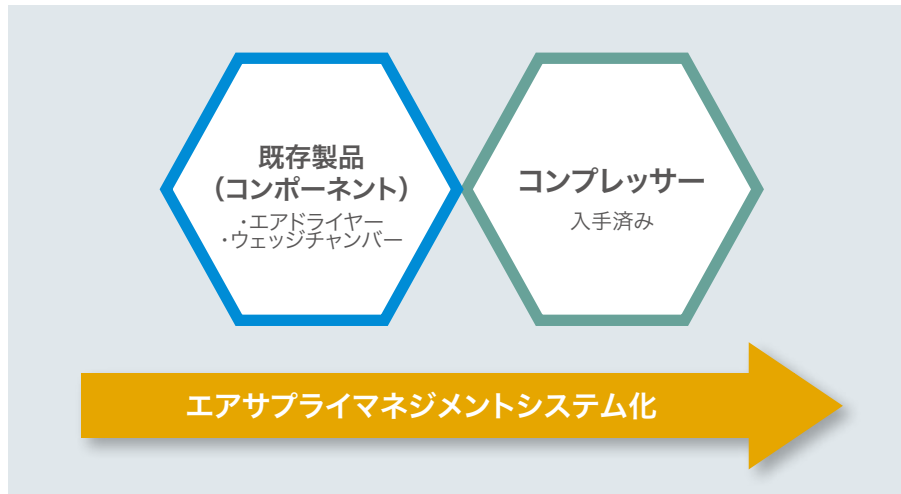 既存製品
（コンポーネント）
・エアドライヤー
・ウェッジチャンバー
コンプレッサー
入手済み
エアサプライマネジメントシステム化